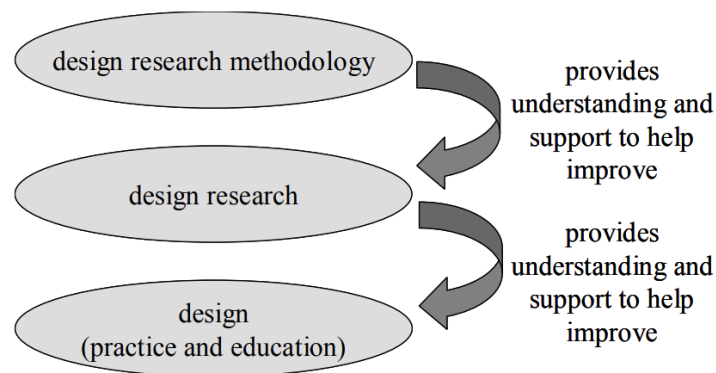 design research methodology
provides
understanding and
support to help
improve
design research
provides
understanding and
support to help
improve
design
(practice and education)